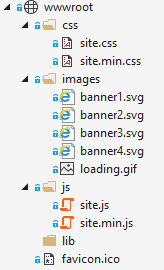 wwwroot
css
site.css
site.min.css
images
banner1.svg
banner2.svg
banner3.svg
banner4.svg
loading.gif
js
site.js
site.min.js
lib
favicon.ico